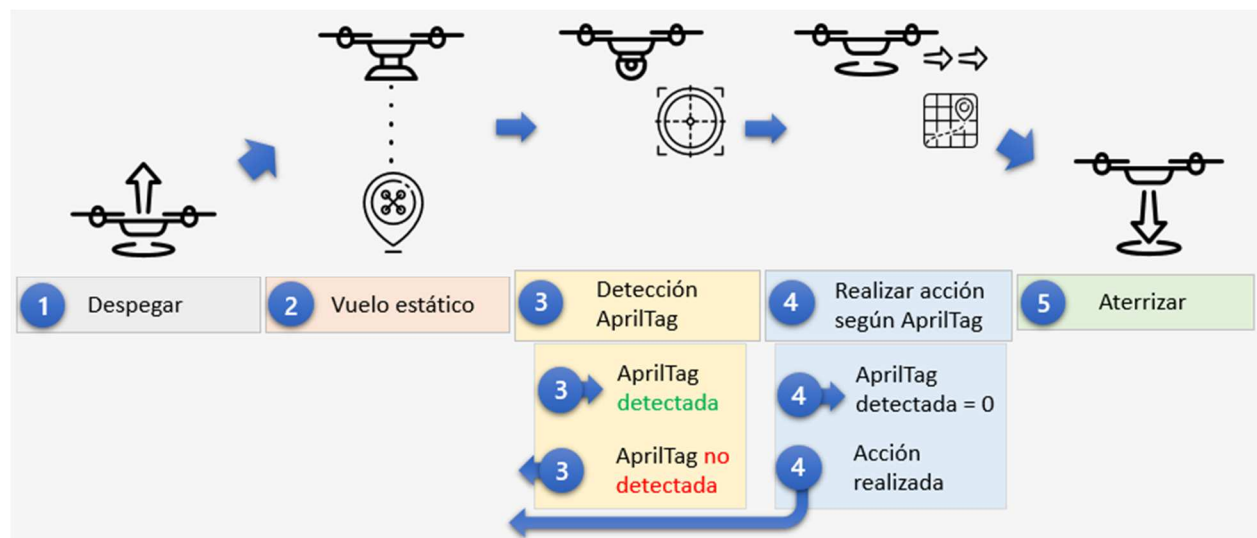 1 Despegar
2 Vuelo estático
3 Detección
AprilTag
4 Realizar acción
según AprilTag
5 Aterrizar
3 AprilTag
detectada
3 AprilTag no
detectada
4 AprilTag
detectada = 0
4 Acción
realizada